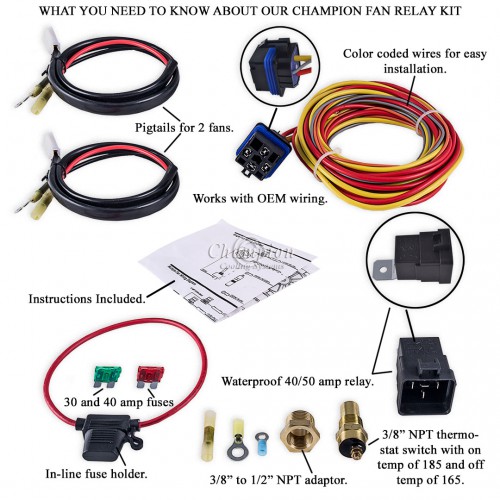 WHAT YOU NEED TO KNOW ABOUT OUR CHAMPION FAN RELAY KIT
Color coded wires for easy
installation.
Pigtails for 2 fans.
Works with OEM wiring.
Champion
Cooling Systems
Instructions Included.
Waterproof 40/50 amp relay.
30 and 40 amp fuses
In-line fuse holder.
3/8" to 1/2" NPT adaptor.
3/8" NPT thermo-
stat switch with on
temp of 185 and off
temp of 165.